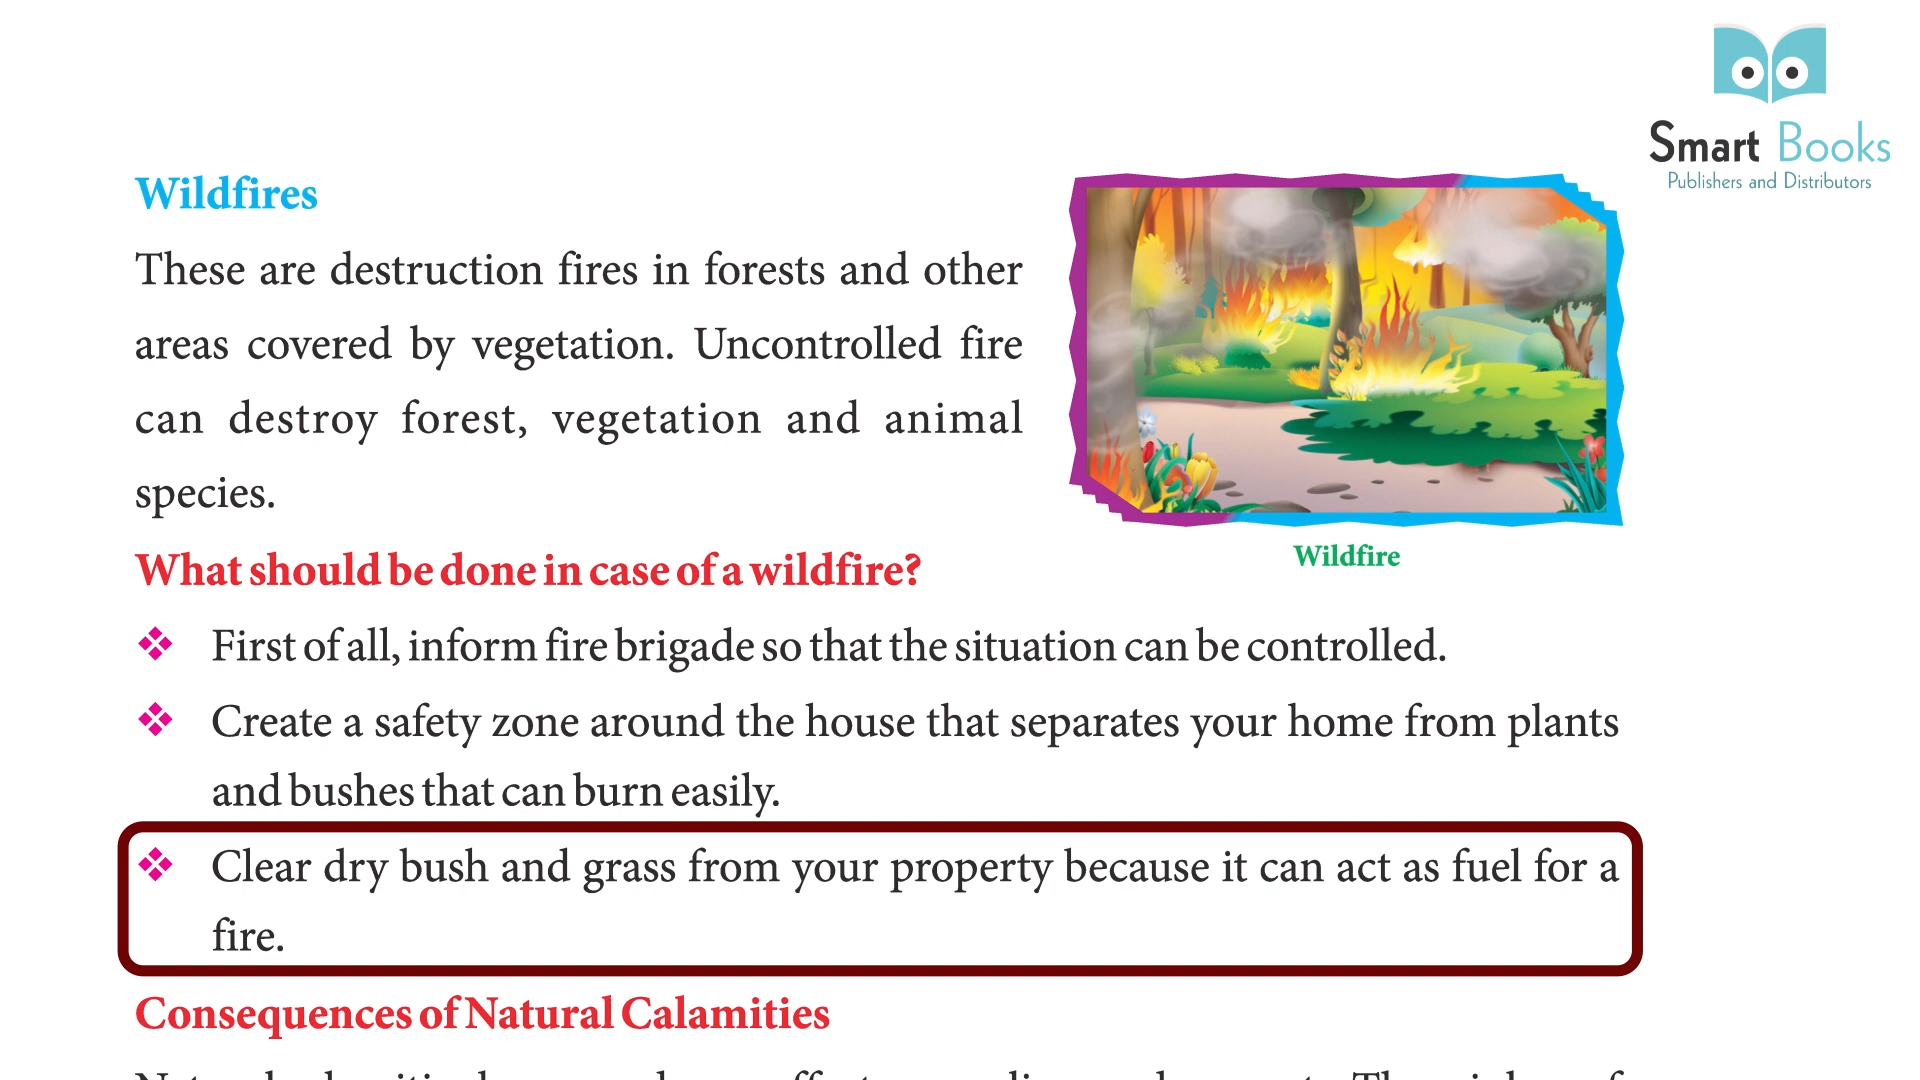 Smart Books
Publishers and Distributors
Wildfires
These are destruction fires in forests and other
areas covered by vegetation. Uncontrolled fire
can destroy forest, vegetation and animal
species.
Wildfire
What should be done in case of a wildfire?
First of all, inform fire brigade so that the situation can be controlled.
Create a safety zone around the house that separates your home from plants
and bushes that can burn easily.
Clear dry bush and grass from your property because it can act as fuel for a
fire.
Consequences of Natural Calamities